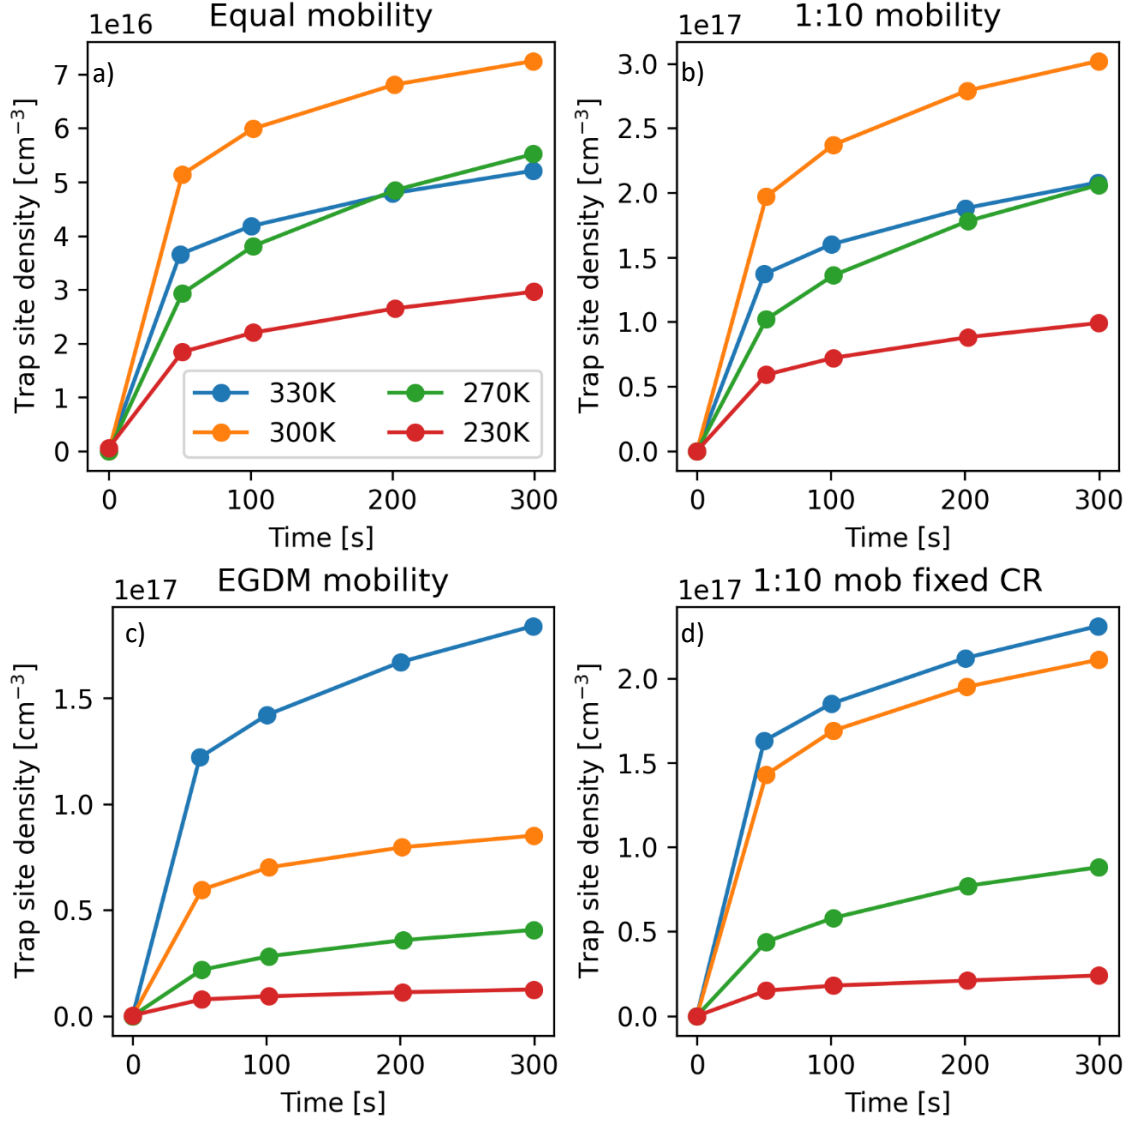 Equal mobility
1e16
a)
7
6
5
4
3
2
1
0
Trap site density [cm⁻³]
330K 270K
300K 230K
0 100 200 300
Time [s]
1:10 mobility
1e17
b)
3.0
2.5
2.0
1.5
1.0
0.5
0.0
Trap site density [cm⁻³]
0 100 200 300
Time [s]
EGDM mobility
1e17
c)
1.5
1.0
0.5
0.0
Trap site density [cm⁻³]
0 100 200 300
Time [s]
1:10 mob fixed CR
1e17
d)
2.0
1.5
1.0
0.5
0.0
Trap site density [cm⁻³]
0 100 200 300
Time [s]